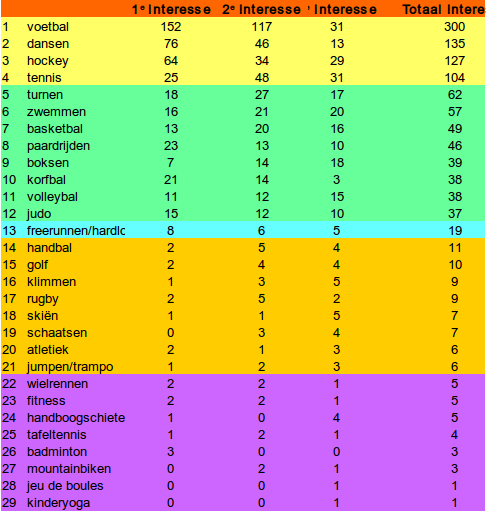 1e Interesse 2e Interesse Interesse Totaal Intere
1 voetbal 152 117 31 300
2 dansen 76 46 13 135
3 hockey 64 34 29 127
4 tennis 25 48 31 104
5 turnen 18 27 17 62
6 zwemmen 16 21 20 57
7 basketbal 13 20 16 49
8 paardrijden 23 13 10 46
9 boksen 7 14 18 39
10 korfbal 21 14 3 38
11 volleybal 11 12 15 38
12 judo 15 12 10 37
13 freerunnen/hardlo 8 6 5 19
14 handbal 2 5 4 11
15 golf 2 4 4 10
16 klimmen 1 3 5 9
17 rugby 2 5 2 9
18 skiën 1 1 5 7
19 schaatsen 0 3 4 7
20 atletiek 2 1 3 6
21 jumpen/trampo 1 2 3 6
22 wielrennen 2 2 1 5
23 fitness 2 2 1 5
24 handboogschiete 1 0 4 5
25 tafeltennis 1 2 1 4
26 badminton 3 0 0 3
27 mountainbiken 0 2 1 3
28 jeu de boules 0 0 1 1
29 kinderyoga 0 0 1 1